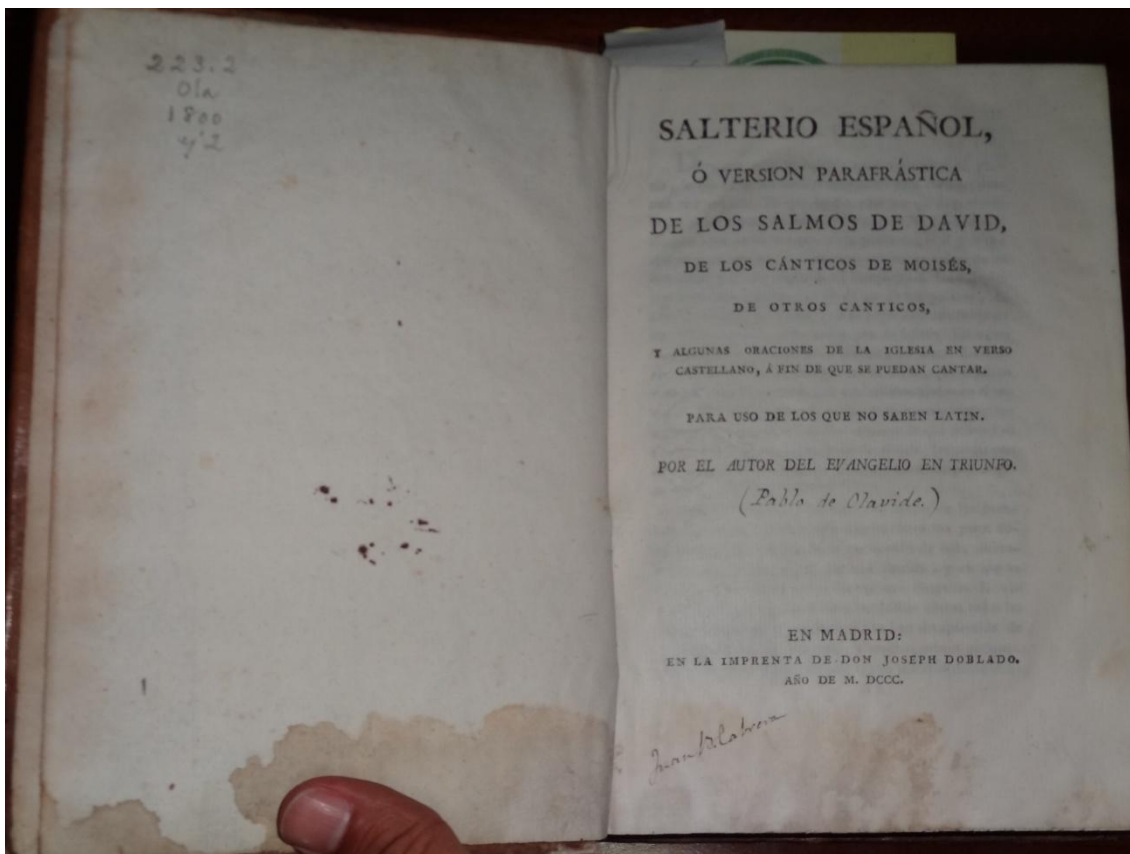 223.2
Ola
1800
ej2
SALTERIO ESPAÑOL,
Ó VERSION PARAFRÁSTICA
DE LOS SALMOS DE DAVID,
DE LOS CÁNTICOS DE MOISÉS,
DE OTROS CANTICOS,
Y ALGUNAS ORACIONES DE LA IGLESIA EN VERSO
CASTELLANO, Á FIN DE QUE SE PUEDAN CANTAR.
PARA USO DE LOS QUE NO SABEN LATIN.
POR EL AUTOR DEL EVANGELIO EN TRIUNFO.
(Pablo de Olavide.)
EN MADRID:
EN LA IMPRENTA DE DON JOSEPH DOBLADO.
AÑO DE M. DCCC.
Juan Cabrera